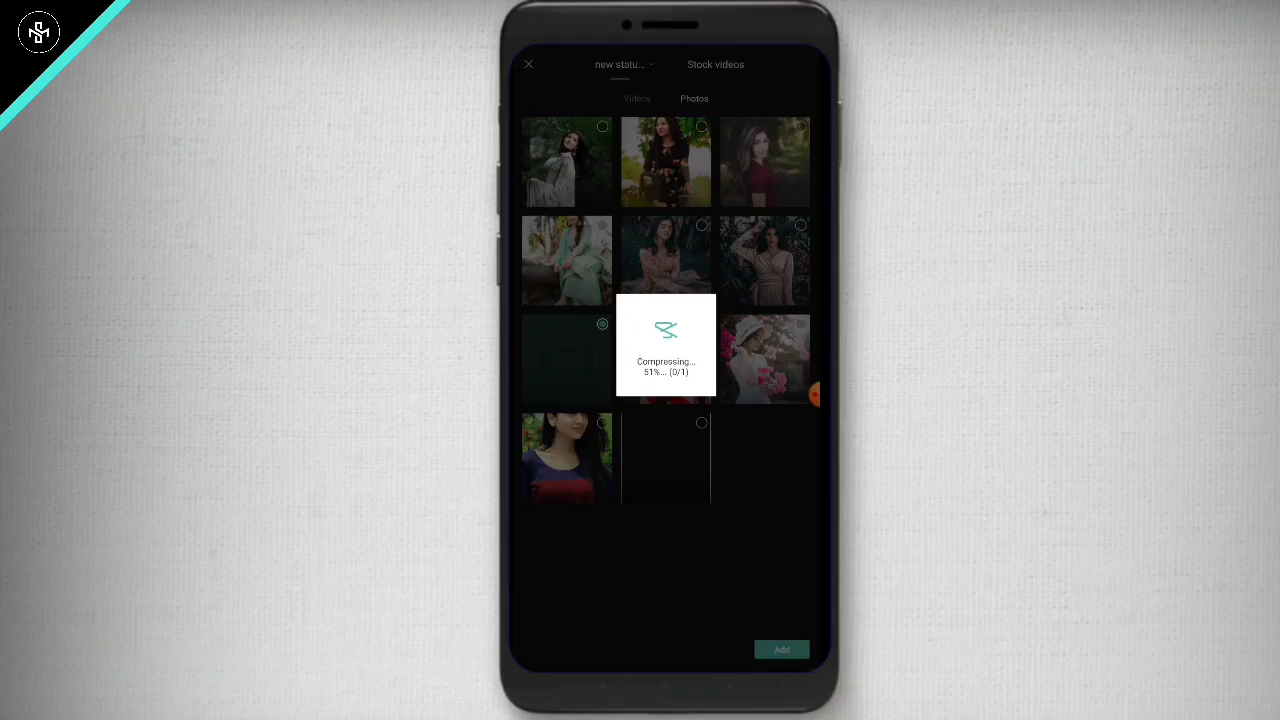 new statu...
Stock videos
Videos
Photos
Compressing...
51%... (0/1)
Add